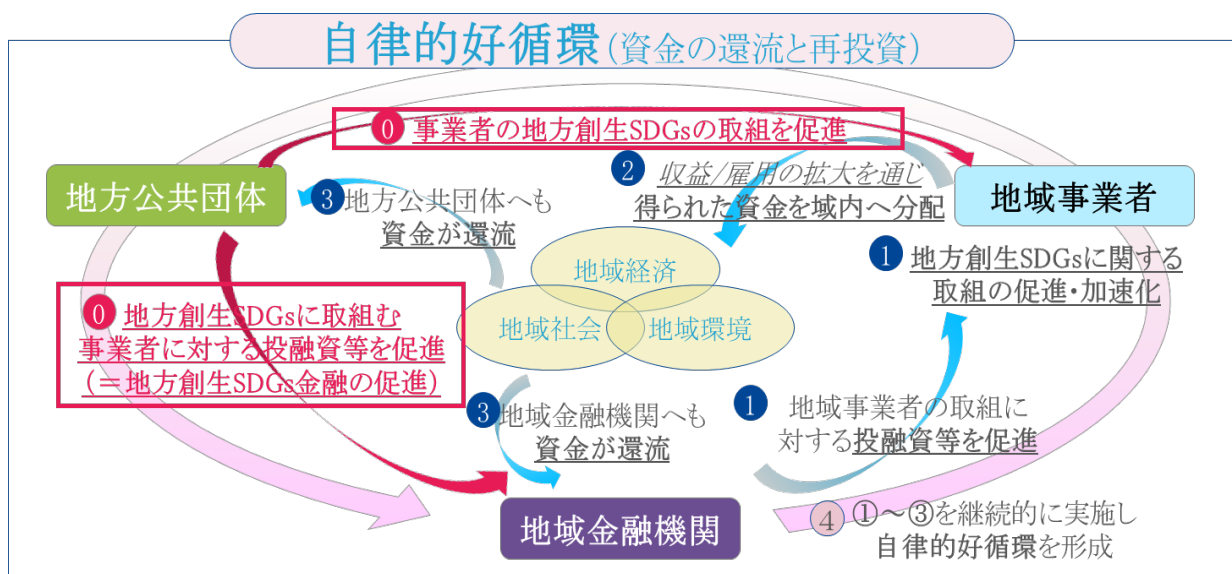 自律的好循環(資金の還流と再投資)
0 事業者の地方創生SDGsの取組を促進
地方公共団体
地域事業者
2 収益/雇用の拡大を通じ
得られた資金を域内へ分配
3 地方公共団体へも
資金が還流
1 地方創生SDGsに関する
取組の促進・加速化
地域経済
地域社会
地域環境
0 地方創生SDGsに取組む
事業者に対する投融資等を促進
(=地方創生SDGs金融の促進)
3 地域金融機関へも
資金が還流
1 地域事業者の取組に
対する投融資等を促進
地域金融機関
4 ①～③を継続的に実施し
自律的好循環を形成